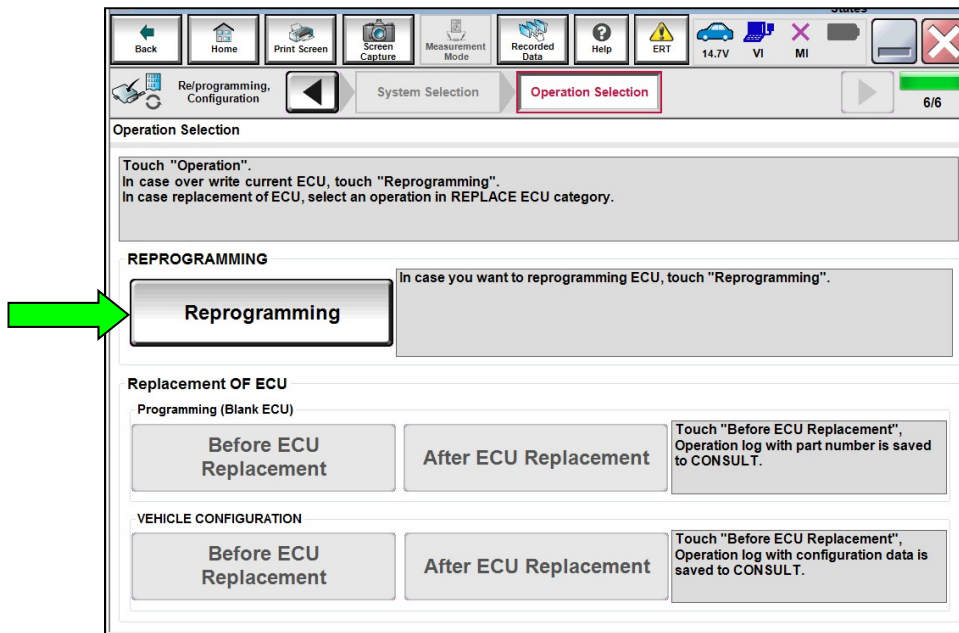 States
Back
Home
Print Screen
Screen
Capture
Measurement
Mode
Recorded
Data
Help
ERT
14.7V
VI
MI
Re/programming,
Configuration
System Selection
Operation Selection
6/6
Operation Selection
Touch "Operation".
In case over write current ECU, touch "Reprogramming".
In case replacement of ECU, select an operation in REPLACE ECU category.
REPROGRAMMING
Reprogramming
In case you want to reprogramming ECU, touch "Reprogramming".
Replacement OF ECU
Programming (Blank ECU)
Before ECU
Replacement
After ECU Replacement
Touch "Before ECU Replacement",
Operation log with part number is saved
to CONSULT.
VEHICLE CONFIGURATION
Before ECU
Replacement
After ECU Replacement
Touch "Before ECU Replacement",
Operation log with configuration data is
saved to CONSULT.